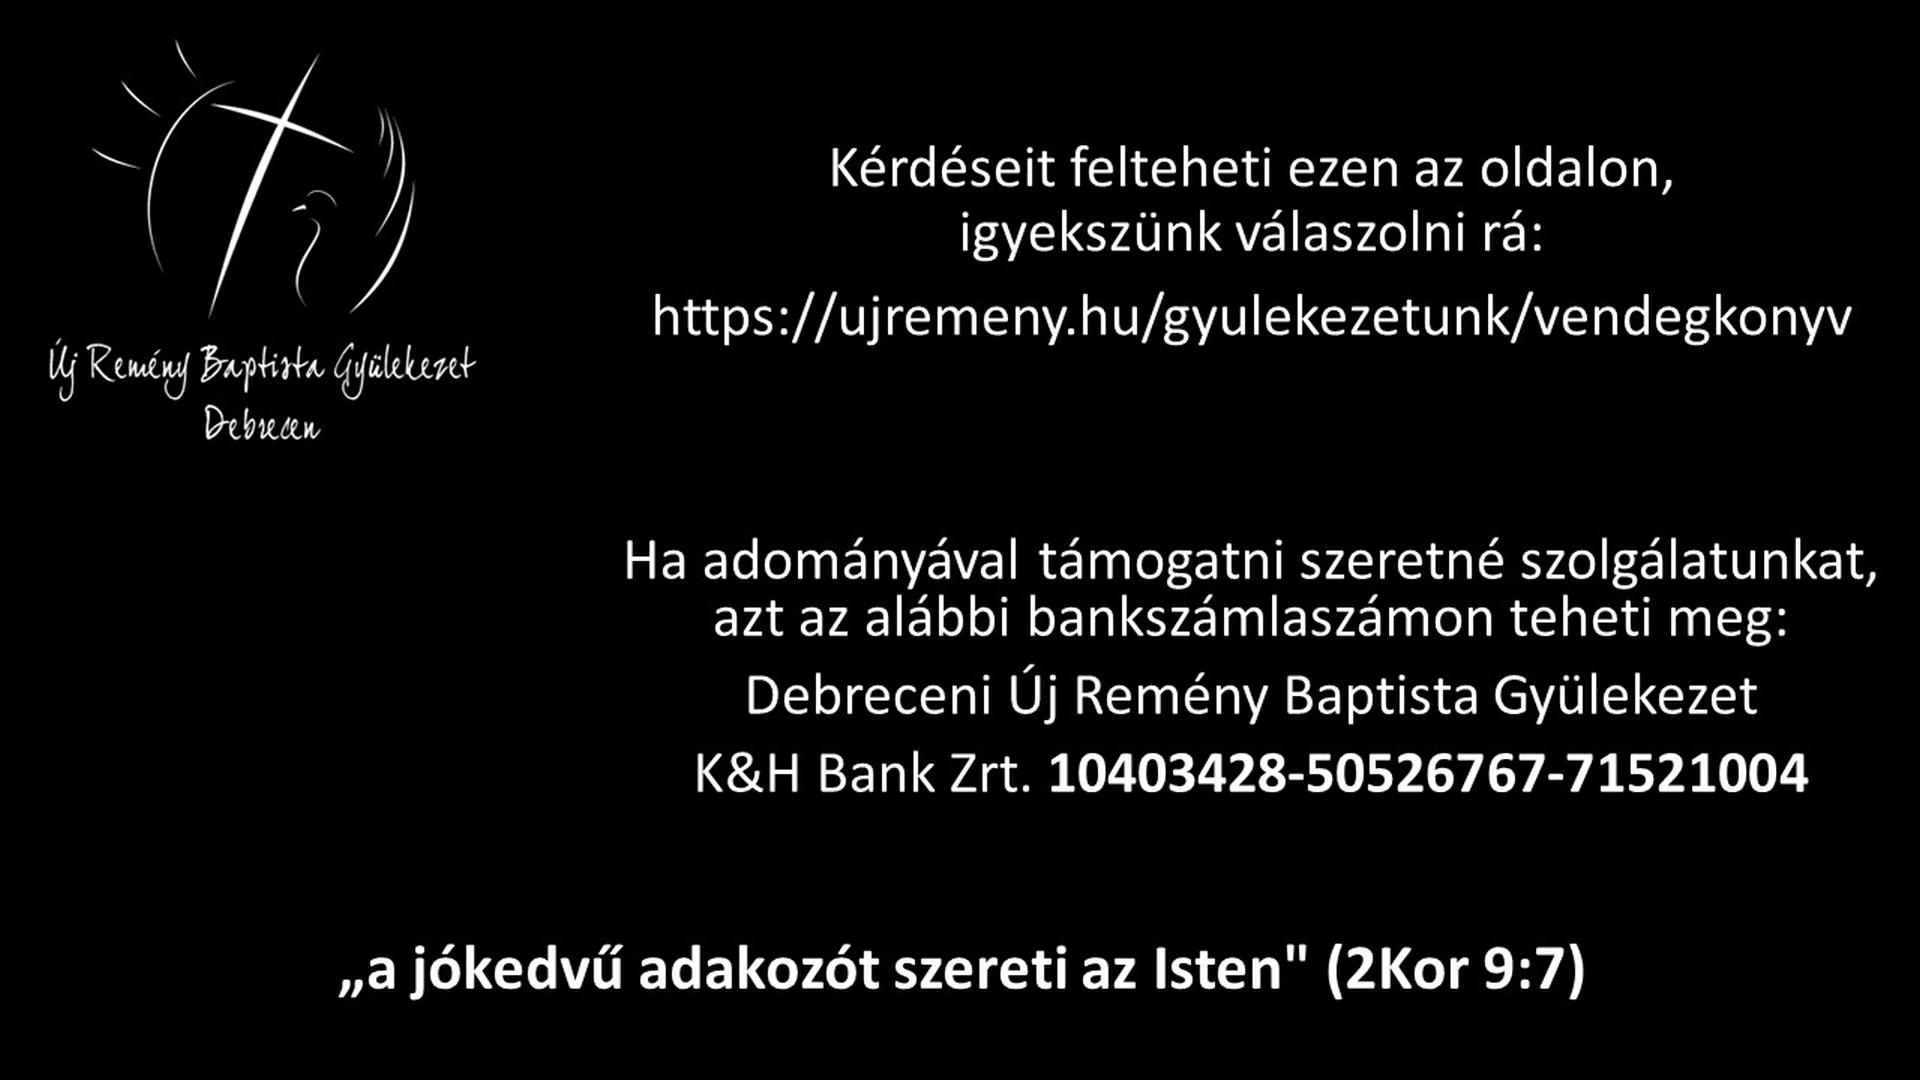 Új Remény Baptista Gyülekezet
Debrecen
Kérdéseit felteheti ezen az oldalon,
igyekszünk válaszolni rá:
https://ujremeny.hu/gyulekezetunk/vendegkonyv
Ha adományával támogatni szeretné szolgálatunkat,
azt az alábbi bankszámlaszámon teheti meg:
Debreceni Új Remény Baptista Gyülekezet
K&H Bank Zrt. 10403428-50526767-71521004
„a jókedvű adakozót szereti az Isten" (2Kor 9:7)